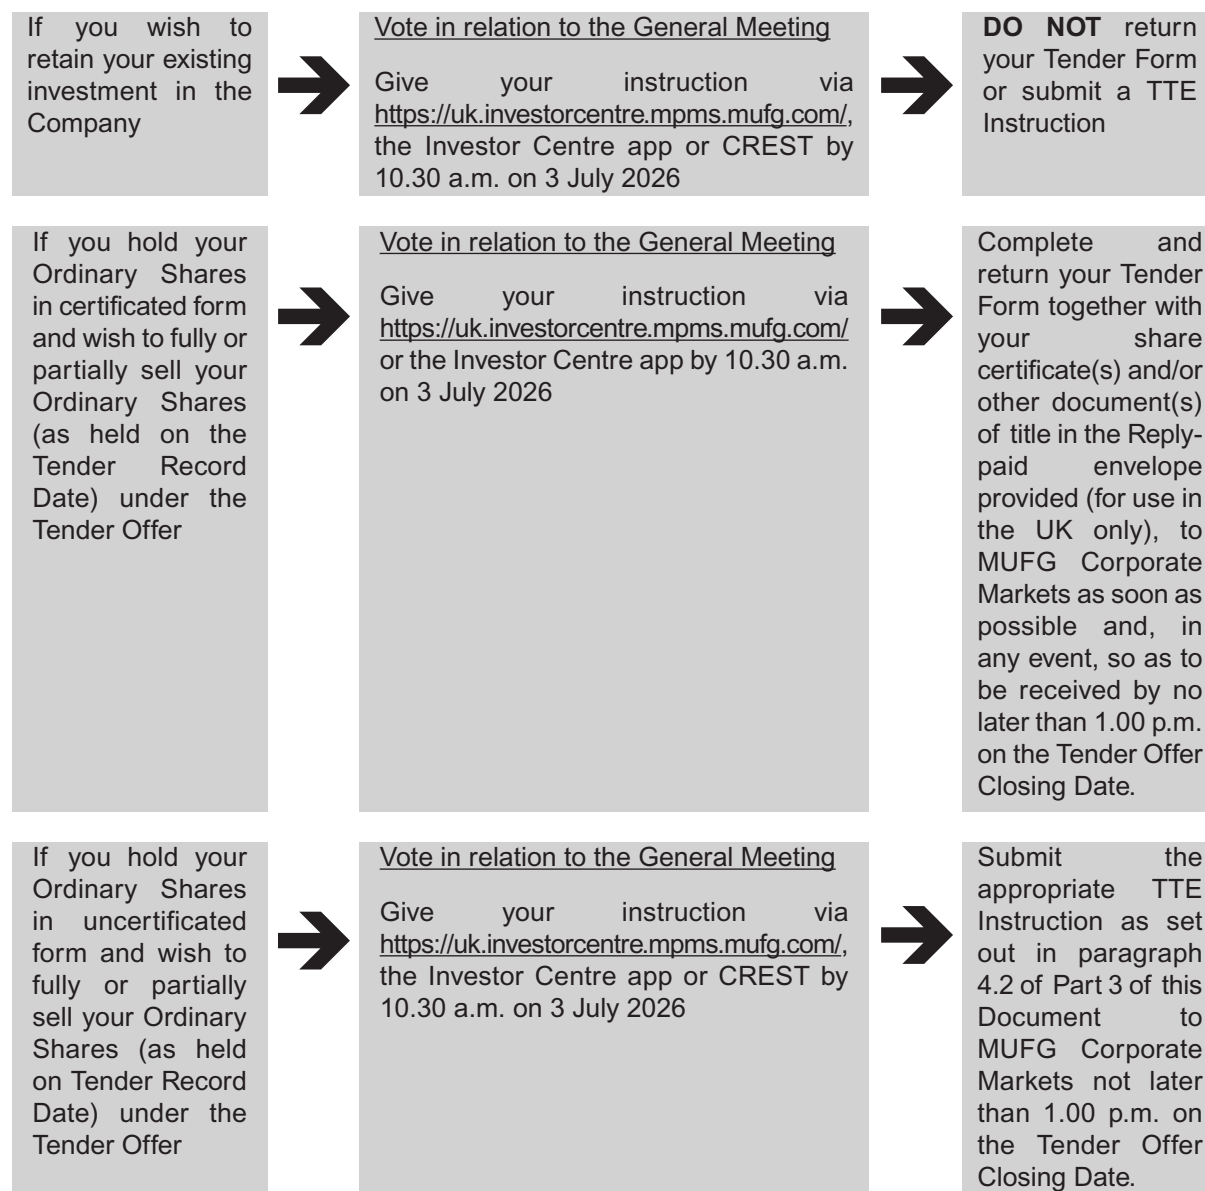 If you wish to
retain your existing
investment in the
Company
Vote in relation to the General Meeting
Give your instruction via
https://uk.investorcentre.mpms.mufg.com/,
the Investor Centre app or CREST by
10.30 a.m. on 3 July 2026
DO NOT return
your Tender Form
or submit a TTE
Instruction
If you hold your
Ordinary Shares
in certificated form
and wish to fully or
partially sell your
Ordinary Shares
(as held on the
Tender Record
Date) under the
Tender Offer
Vote in relation to the General Meeting
Give your instruction via
https://uk.investorcentre.mpms.mufg.com/
or the Investor Centre app by 10.30 a.m.
on 3 July 2026
Complete and
return your Tender
Form together with
your share
certificate(s) and/or
other document(s)
of title in the Reply-
paid envelope
provided (for use in
the UK only), to
MUFG Corporate
Markets as soon as
possible and, in
any event, so as to
be received by no
later than 1.00 p.m.
on the Tender Offer
Closing Date.
If you hold your
Ordinary Shares
in uncertificated
form and wish to
fully or partially
sell your Ordinary
Shares (as held
on Tender Record
Date) under the
Tender Offer
Vote in relation to the General Meeting
Give your instruction via
https://uk.investorcentre.mpms.mufg.com/,
the Investor Centre app or CREST by
10.30 a.m. on 3 July 2026
Submit the
appropriate TTE
Instruction as set
out in paragraph
4.2 of Part 3 of this
Document to
MUFG Corporate
Markets not later
than 1.00 p.m. on
the Tender Offer
Closing Date.